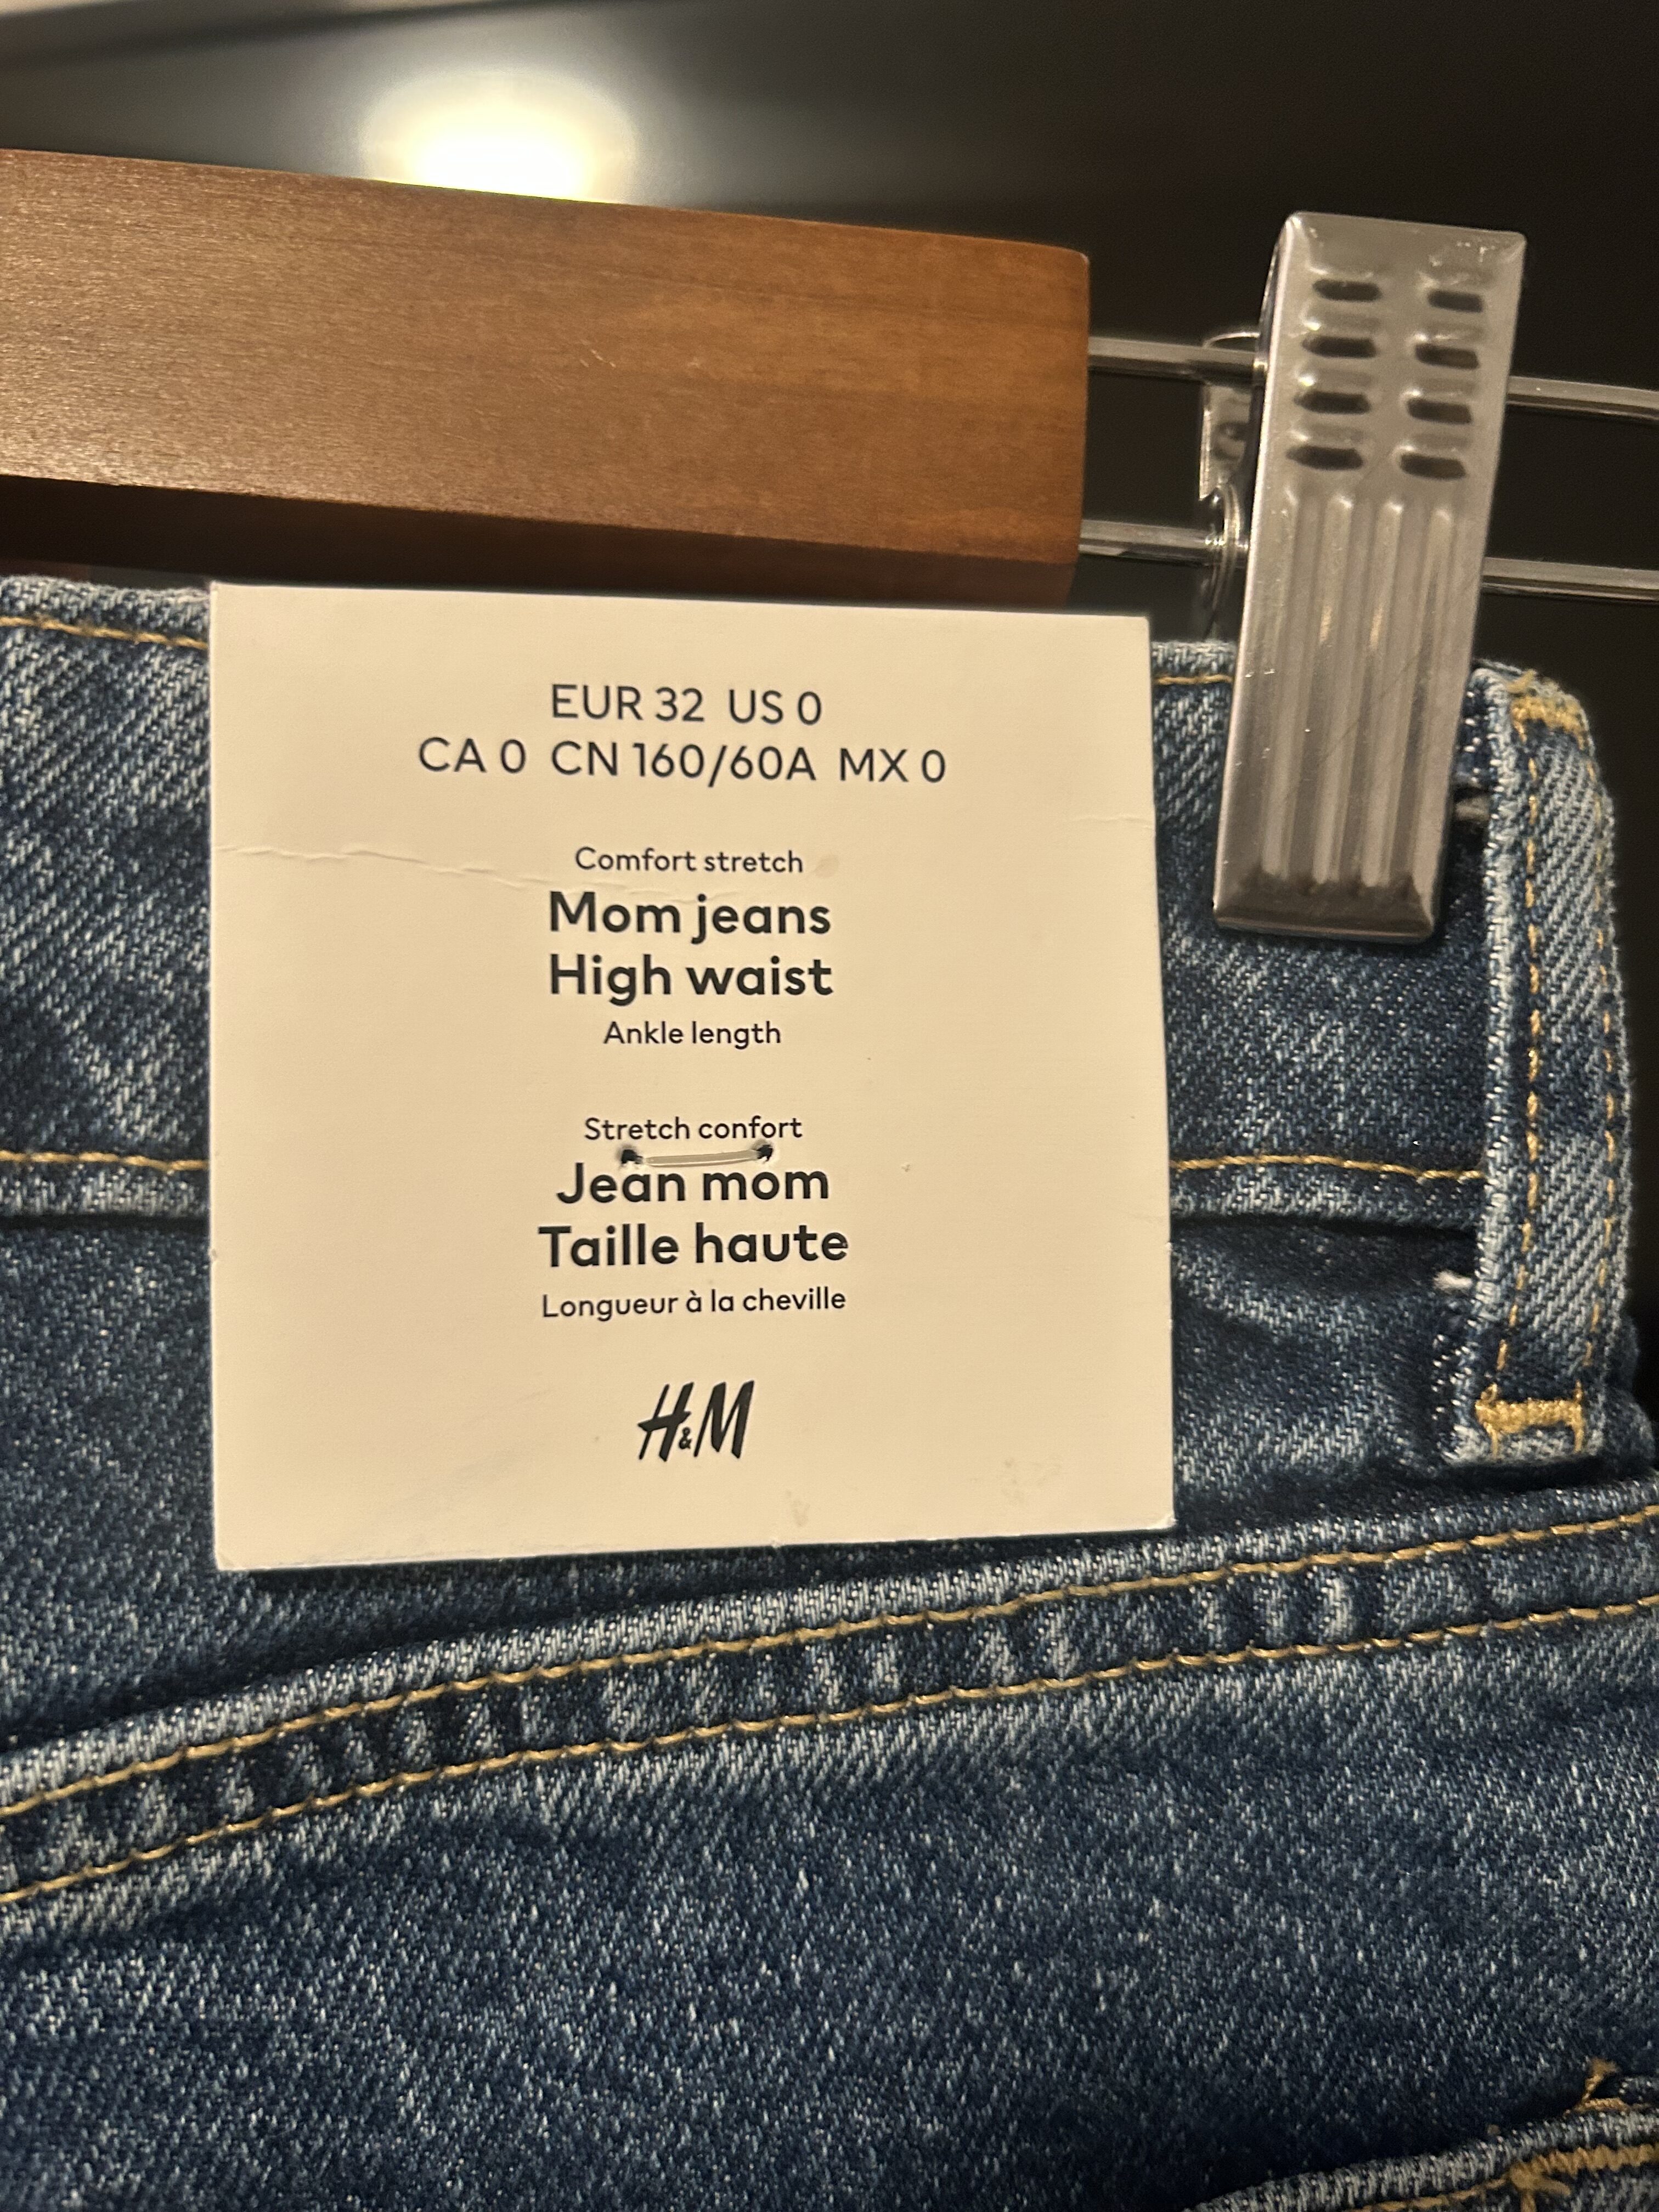 EUR 32 US 0
CA 0 CN 160/60A MX 0
Comfort stretch
Mom jeans
High waist
Ankle length
Stretch confort
Jean mom
Taille haute
Longueur à la cheville
H&M